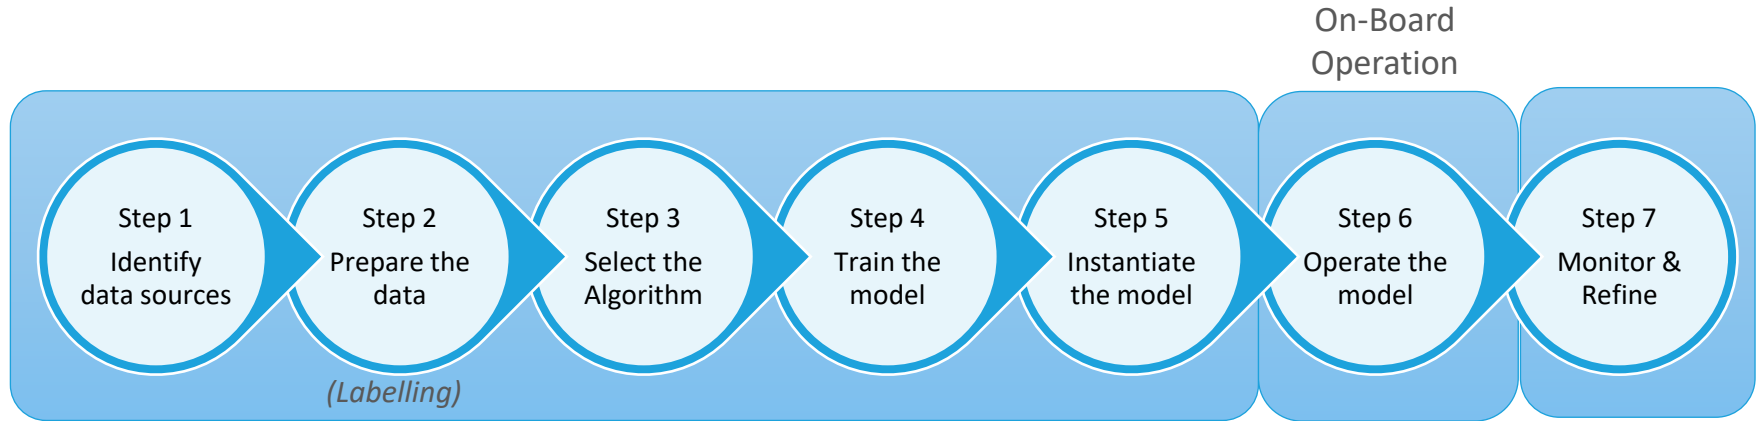 On-Board
Operation
Step 1
Identify
data sources
Step 2
Prepare the
data
(Labelling)
Step 3
Select the
Algorithm
Step 4
Train the
model
Step 5
Instantiate
the model
Step 6
Operate the
model
Step 7
Monitor &
Refine